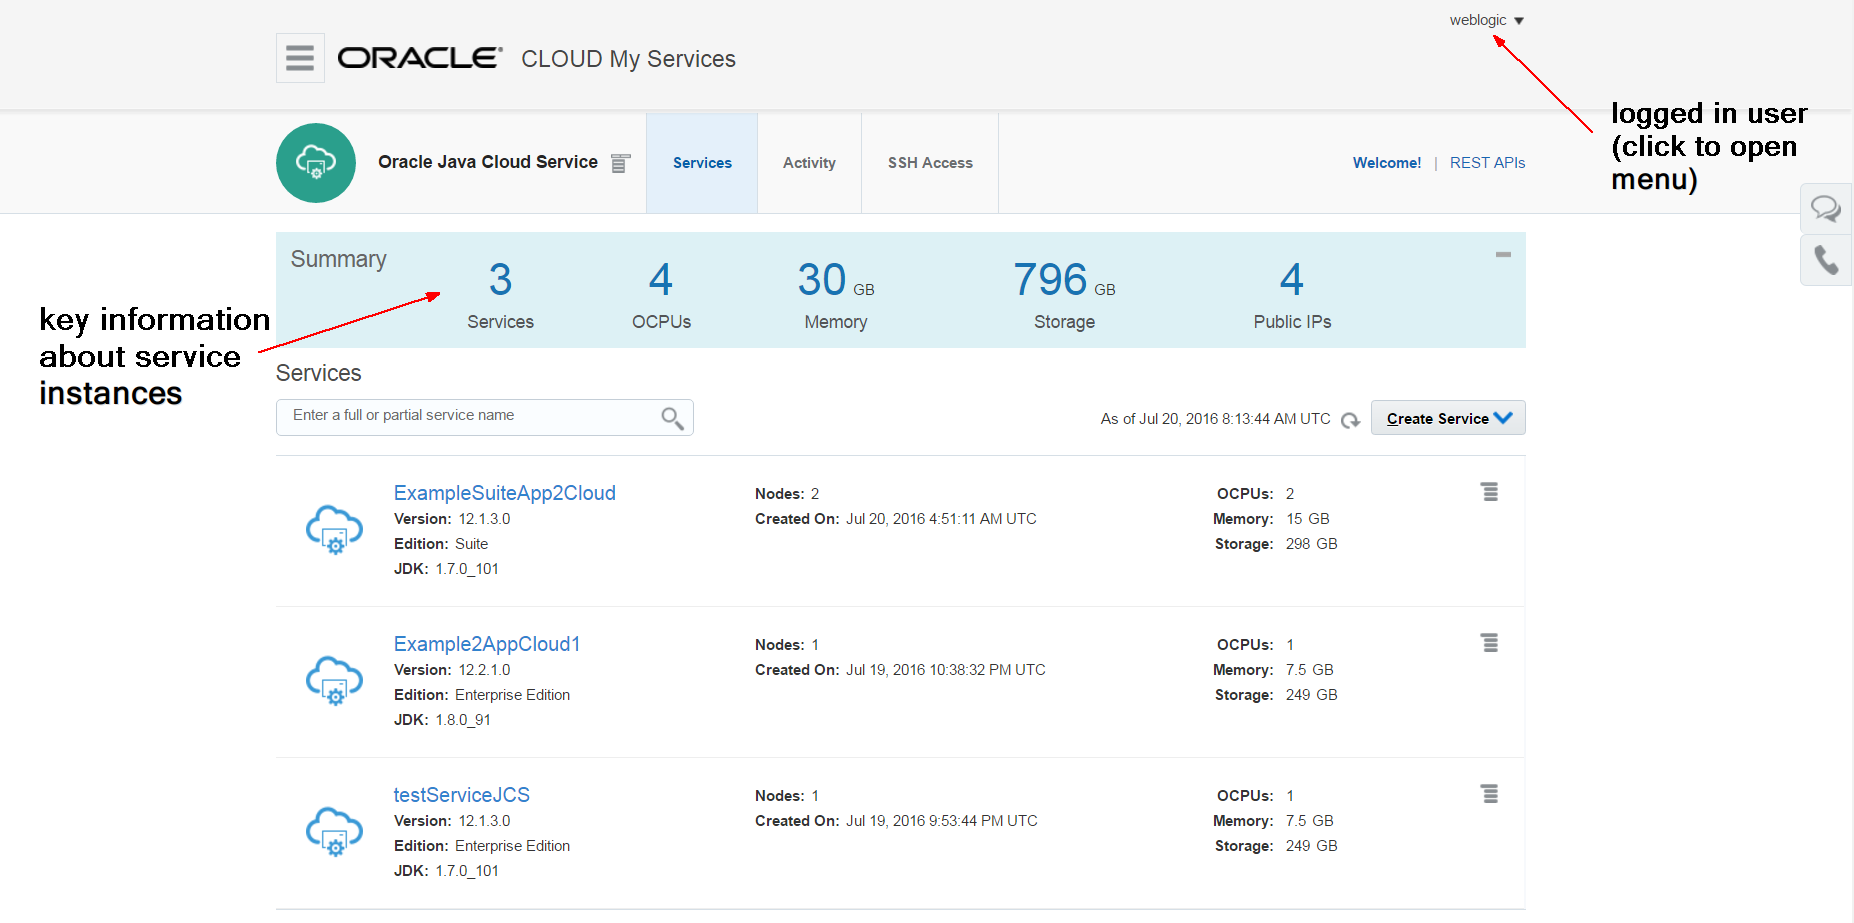 weblogic
ORACLE CLOUD My Services
logged in user
(click to open
menu)
Oracle Java Cloud Service
Services
Activity
SSH Access
Welcome! | REST APIs
Summary
3
Services
4
OCPUs
30 GB
Memory
796 GB
Storage
4
Public IPs
key information
about service
instances
Services
Enter a full or partial service name
As of Jul 20, 2016 8:13:44 AM UTC
Create Service
ExampleSuiteApp2Cloud
Version: 12.1.3.0
Edition: Suite
JDK: 1.7.0_101
Nodes: 2
Created On: Jul 20, 2016 4:51:11 AM UTC
OCPUs: 2
Memory: 15 GB
Storage: 298 GB
Example2AppCloud1
Version: 12.2.1.0
Edition: Enterprise Edition
JDK: 1.8.0_91
Nodes: 1
Created On: Jul 19, 2016 10:38:32 PM UTC
OCPUs: 1
Memory: 7.5 GB
Storage: 249 GB
testServiceJCS
Version: 12.1.3.0
Edition: Enterprise Edition
JDK: 1.7.0_101
Nodes: 1
Created On: Jul 19, 2016 9:53:44 PM UTC
OCPUs: 1
Memory: 7.5 GB
Storage: 249 GB